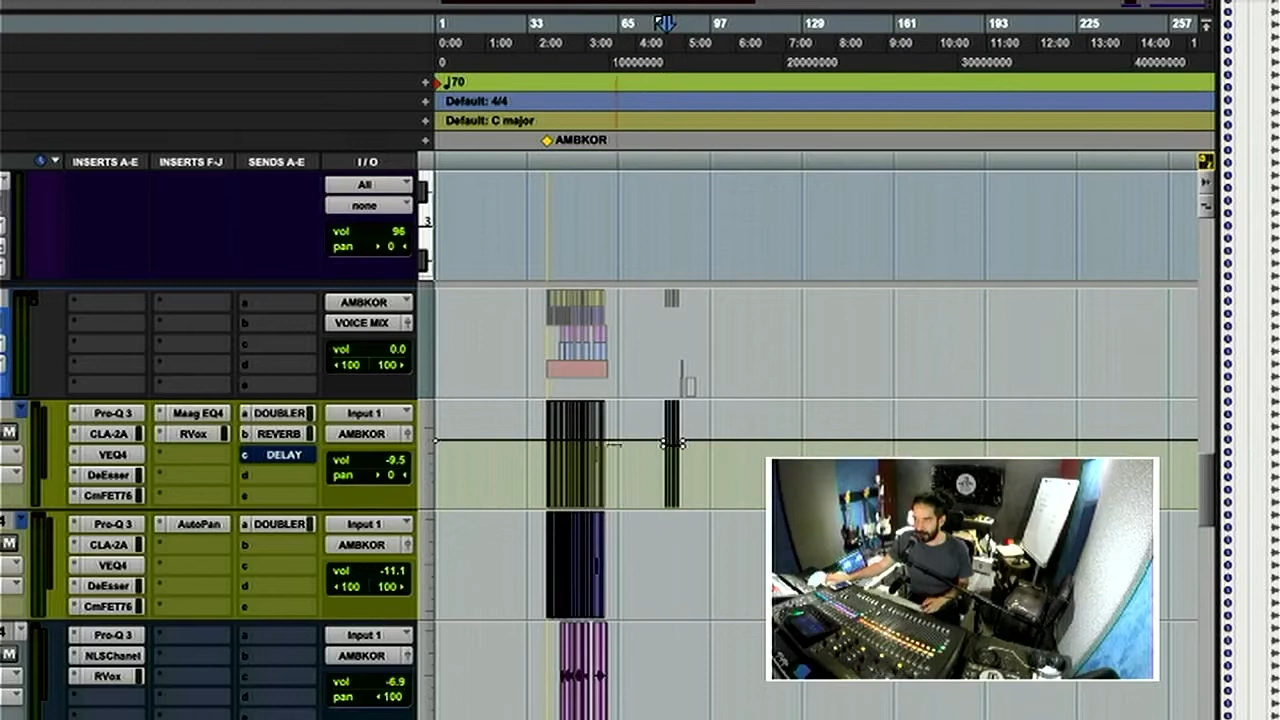 1 33 65 97 129 161 193 225 257
0:00 1:00 2:00 3:00 4:00 5:00 6:00 7:00 8:00 9:00 10:00 11:00 12:00 13:00 14:00 1
0 10000000 20000000 30000000 40000000
+ ♩70
+ Default: 4/4
+ Default: C major
+ AMBKOR
INSERTS A-E INSERTS F-J SENDS A-E I / O
All
none
vol 96
pan 0
3
a AMBKOR
b VOICE MIX
c
vol 0.0
d 100 100
e
Pro-Q 3 Maag EQ4 a DOUBLER Input 1
M CLA-2A RVox b REVERB AMBKOR
VEQ4 c DELAY
vol -9.5
DeEsser d pan 0
CmFET76 e
4 Pro-Q 3 AutoPan a DOUBLER Input 1
M CLA-2A b AMBKOR
VEQ4 c
vol -11.1
DeEsser d 100 100
CmFET76 e
4 Pro-Q 3 a Input 1
M NLSChanel b AMBKOR
RVox c
vol -6.9
d pan 100